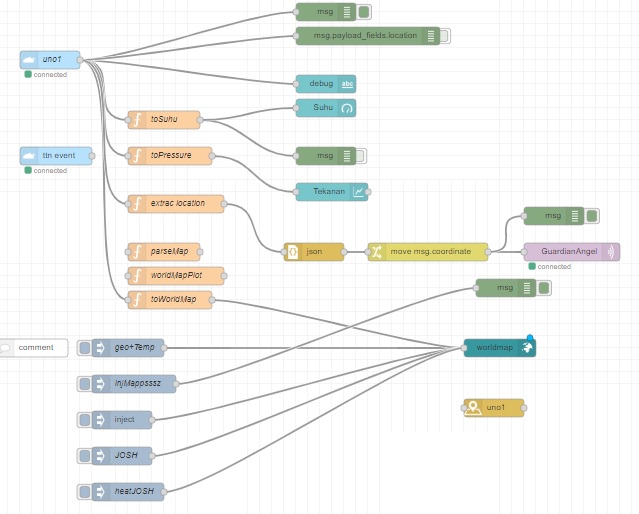 msg
msg.payload_fields.location
uno1
connected
debug
abc
Suhu
toSuhu
ttn event
connected
toPressure
msg
Tekanan
extrac location
msg
parseMap
json
move msg.coordinate
GuardianAngel
connected
worldMapPlot
msg
toWorldMap
comment
geo+Temp
worldmap
injMappsssz
uno1
inject
JOSH
heatJOSH